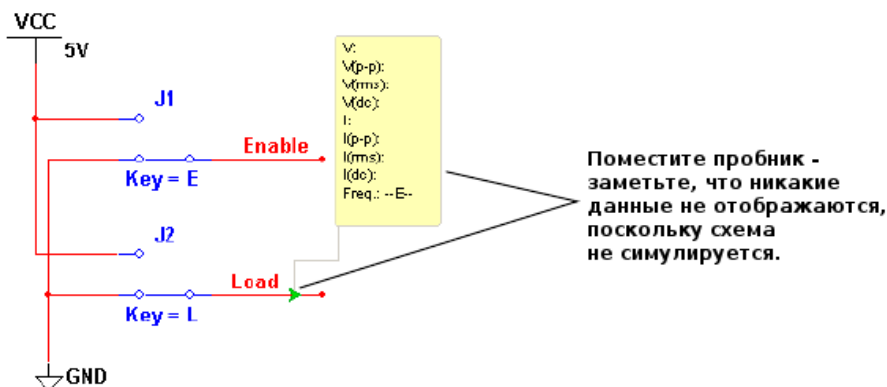 VCC
5V
J1
Enable
Key = E
J2
Load
Key = L
GND
V:
V(p-p):
V(rms):
V(dc):
I:
I(p-p):
I(rms):
I(dc):
Freq.: --E--
Поместите пробник -
заметьте, что никакие
данные не отображаются,
поскольку схема
не симулируется.